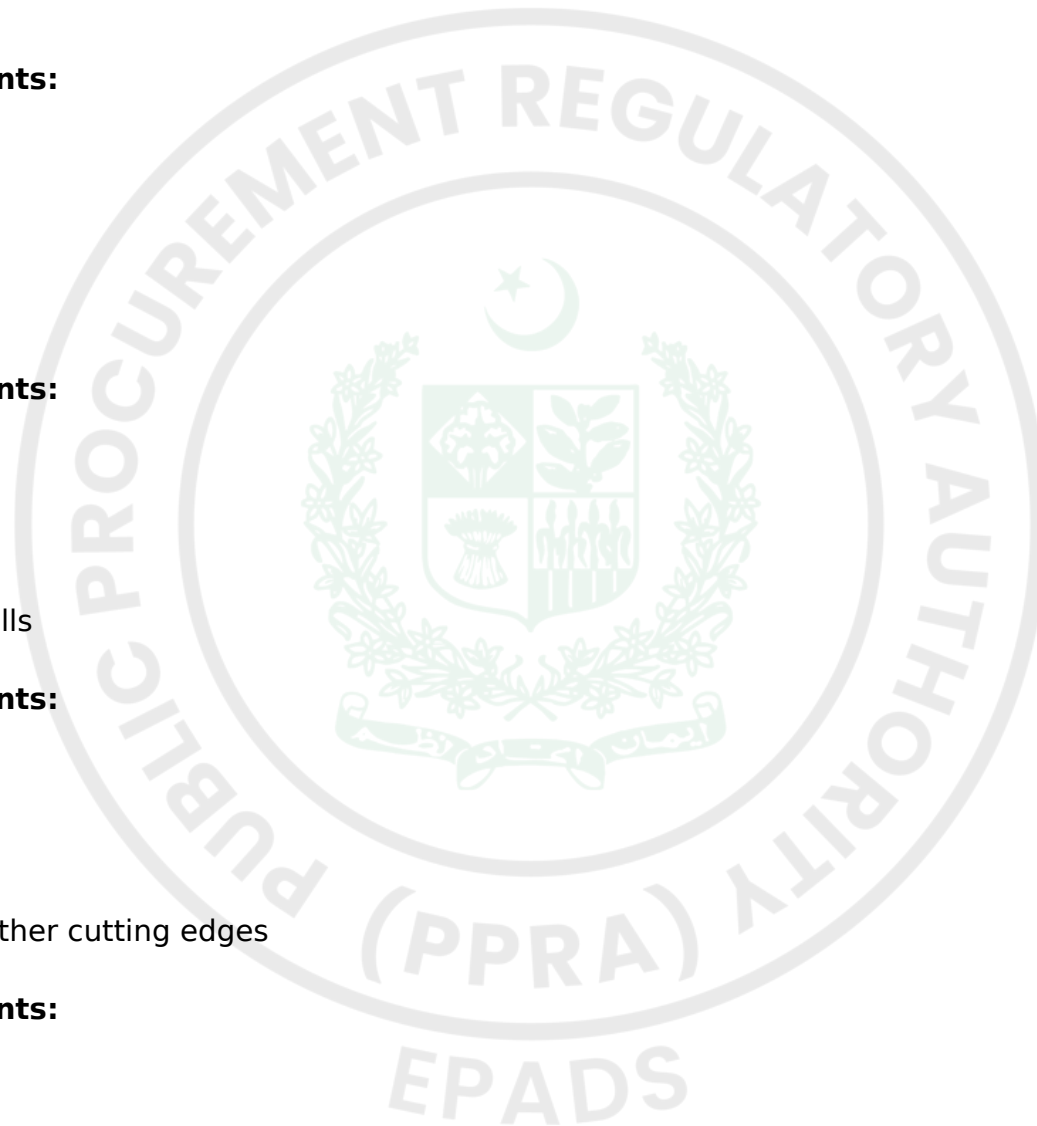 nts:
nts:
lls
nts:
ther cutting edges
nts:
PUBLIC PROCUREMENT REGULATORY AUTHORITY
(PPRA)
EPADS